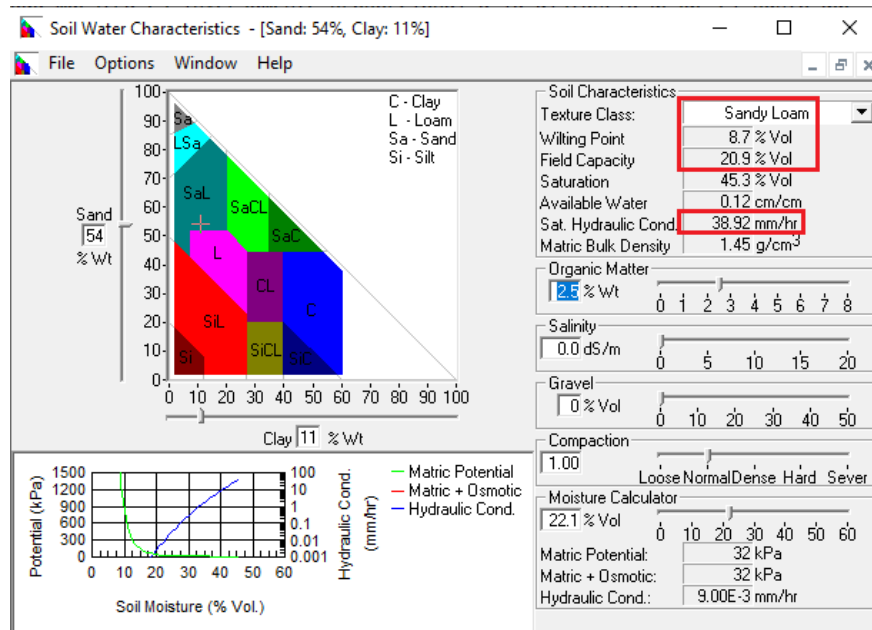 Soil Water Characteristics - [Sand: 54%, Clay: 11%]
File Options Window Help
100
90
80
70
60
50
40
30
20
10
0
Sand
54
% Wt
C - Clay
L - Loam
Sa - Sand
Si - Silt
Sa
LSa
SaL
SaCL
SaC
L
CL
C
SiL
SiCL
SiC
Si
0 10 20 30 40 50 60 70 80 90 100
Clay 11 % Wt
Potential (kPa)
1500
1200
900
600
300
0
100
10
1
0.1
0.01
0.001
Hydraulic Cond.
(mm/hr)
0 10 20 30 40 50 60
Soil Moisture (% Vol.)
Matric Potential
Matric + Osmotic
Hydraulic Cond.
Soil Characteristics
Texture Class: Sandy Loam
Wilting Point 8.7 % Vol
Field Capacity 20.9 % Vol
Saturation 45.3 % Vol
Available Water 0.12 cm/cm
Sat. Hydraulic Cond. 38.92 mm/hr
Matric Bulk Density 1.45 g/cm3
Organic Matter
2.5 % Wt
0 1 2 3 4 5 6 7 8
Salinity
0.0 dS/m
0 5 10 15 20
Gravel
0 % Vol
0 10 20 30 40 50
Compaction
1.00
Loose Normal Dense Hard Sever
Moisture Calculator
22.1 % Vol
0 10 20 30 40 50 60
Matric Potential: 32 kPa
Matric + Osmotic: 32 kPa
Hydraulic Cond.: 9.00E-3 mm/hr